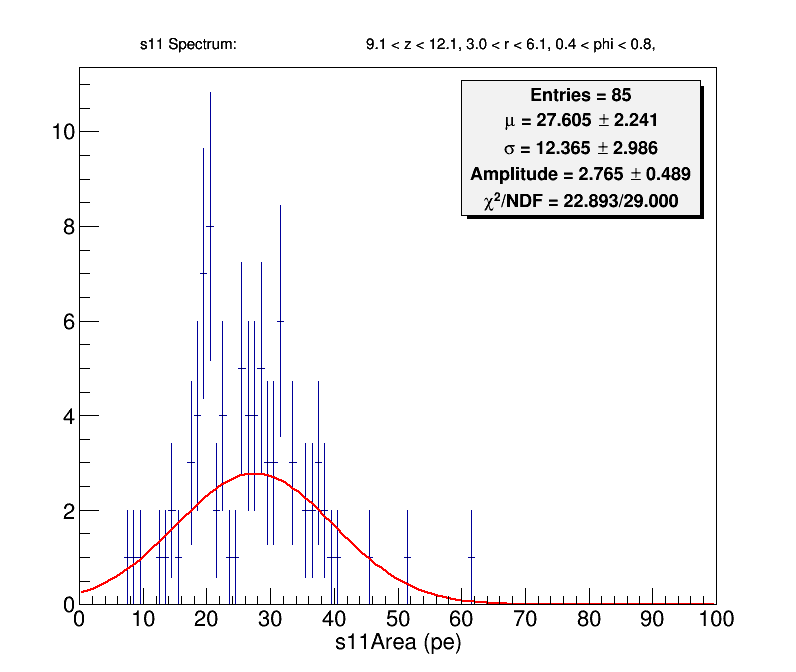 s11 Spectrum: 9.1 < z < 12.1, 3.0 < r < 6.1, 0.4 < phi < 0.8,
Entries = 85
μ = 27.605 ± 2.241
σ = 12.365 ± 2.986
Amplitude = 2.765 ± 0.489
χ²/NDF = 22.893/29.000
10
8
6
4
2
0
0 10 20 30 40 50 60 70 80 90 100
s11Area (pe)